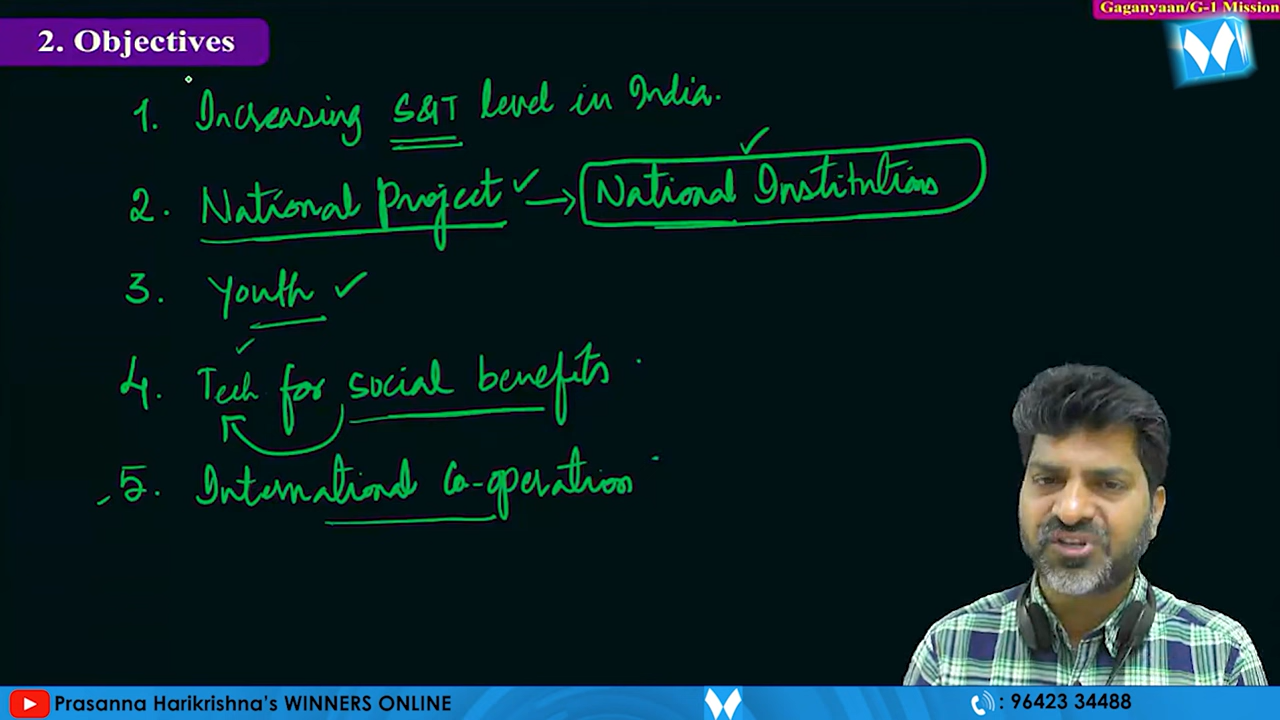 Gaganyaan/G-1 Mission
2. Objectives
1. Increasing S&T level in India.
2. National Project ✓ → National Institutions ✓
3. Youth ✓
4. Tech for social benefits
5. International Co-operation
Prasanna Harikrishna's WINNERS ONLINE
W
: 96423 34488